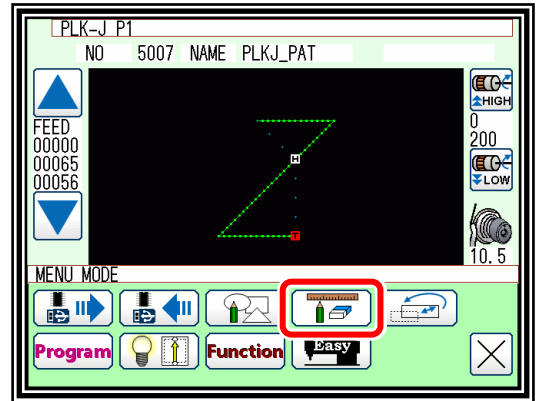 PLK-J P1
NO 5007 NAME PLKJ_PAT
HIGH
FEED
00000
00065
00056
0
200
LOW
H
T
10.5
MENU MODE
Program
Function
Easy